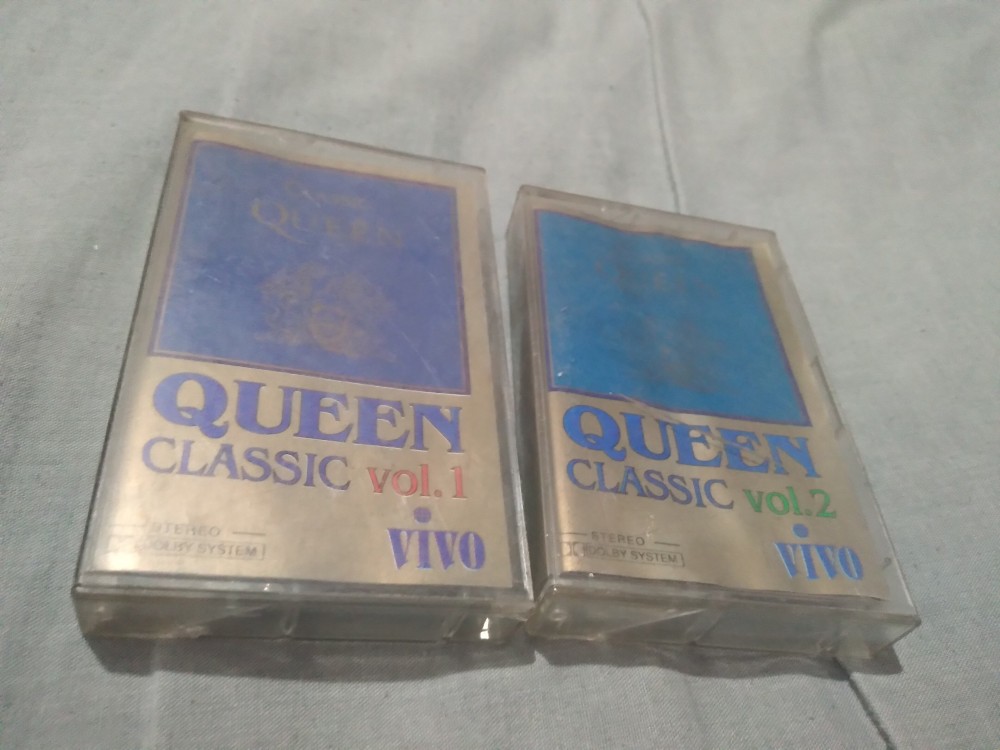 QUEEN
QUEEN
CLASSIC vol.1
STEREO
DOLBY SYSTEM
vivo
QUEEN
CLASSIC vol.2
STEREO
DOLBY SYSTEM
vivo